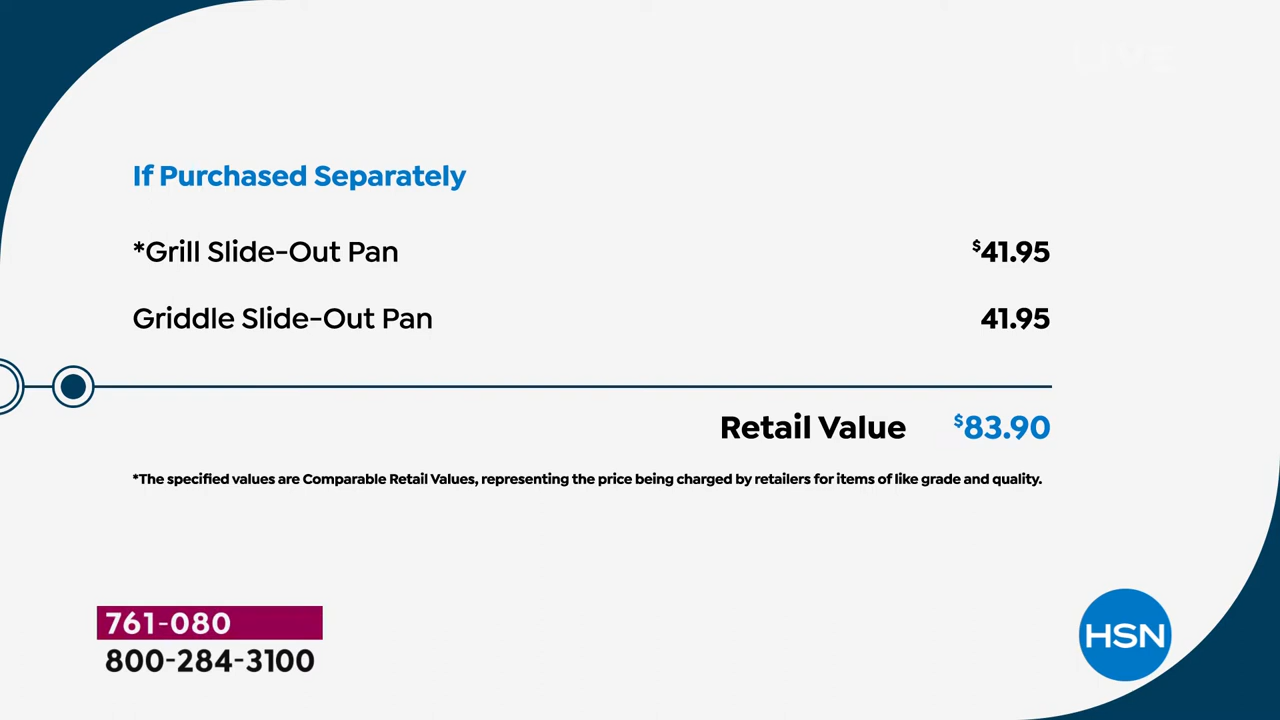 LIVE
If Purchased Separately
*Grill Slide-Out Pan $41.95
Griddle Slide-Out Pan 41.95
Retail Value $83.90
*The specified values are Comparable Retail Values, representing the price being charged by retailers for items of like grade and quality.
761-080
800-284-3100
HSN